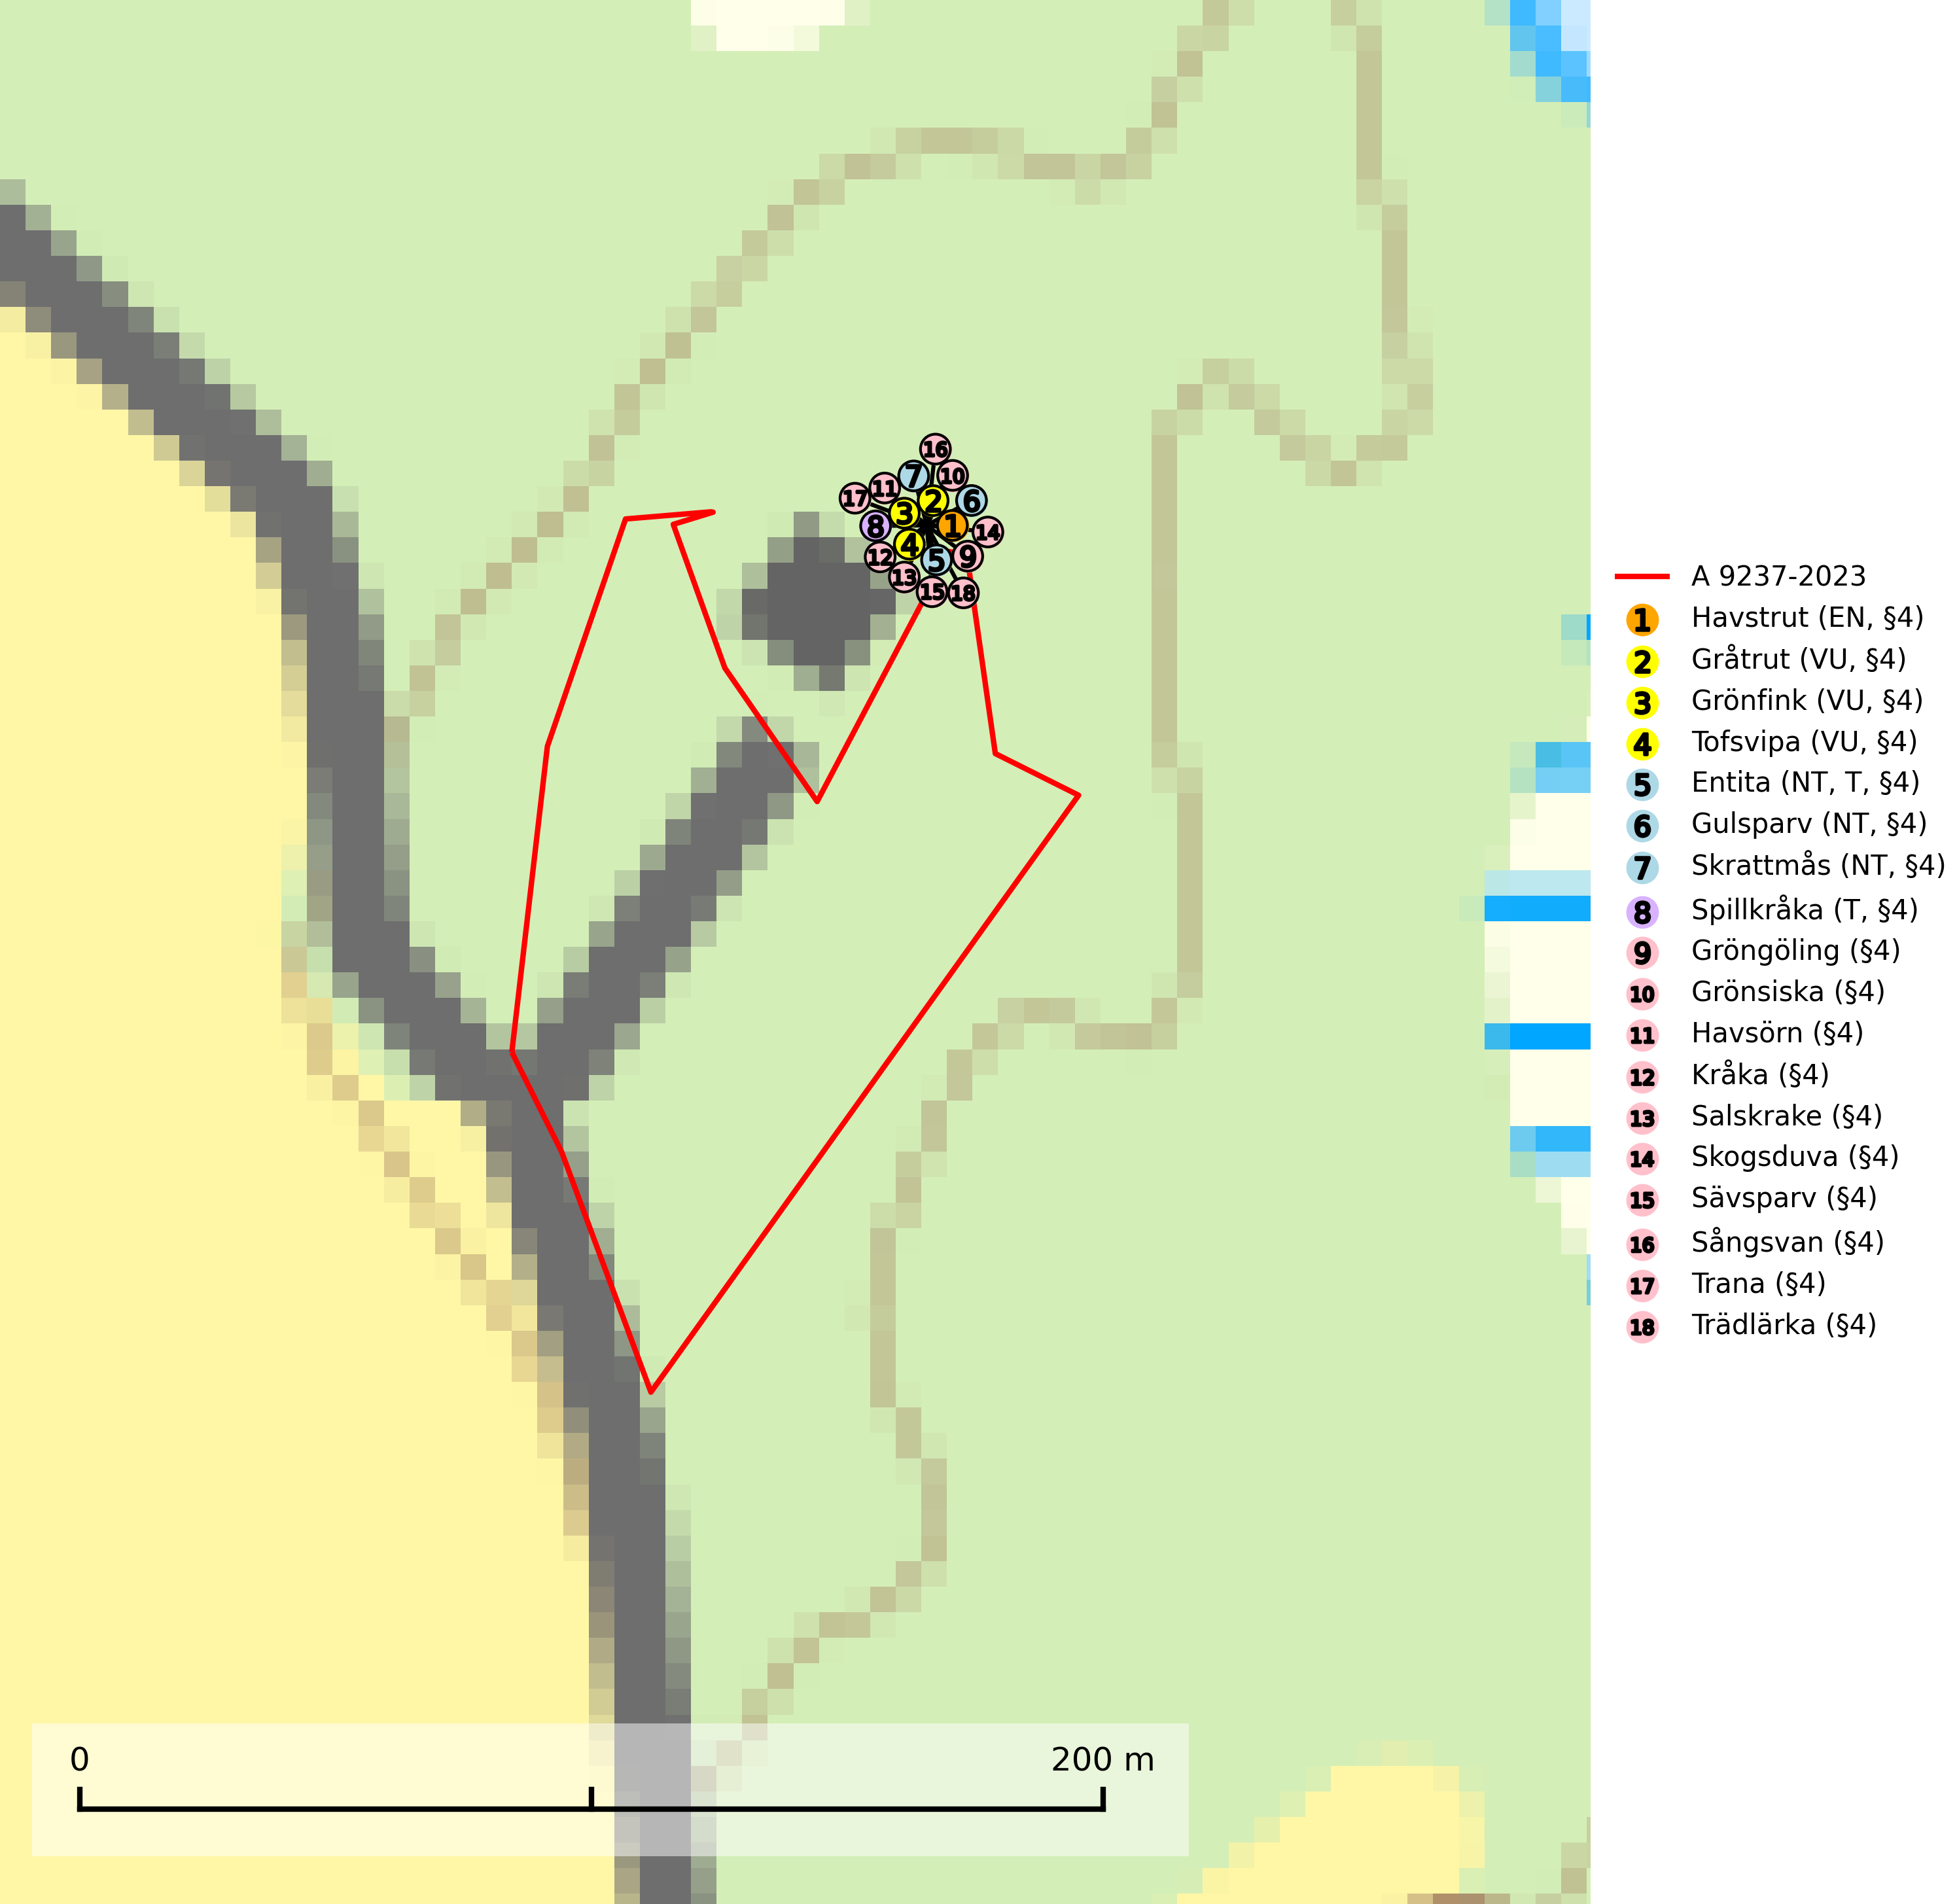 16
7
10
11
17
2
6
3
8
1
14
4
12
5
9
13
15
18
A 9237-2023
1 Havstrut (EN, §4)
2 Gråtrut (VU, §4)
3 Grönfink (VU, §4)
4 Tofsvipa (VU, §4)
5 Entita (NT, T, §4)
6 Gulsparv (NT, §4)
7 Skrattmås (NT, §4)
8 Spillkråka (T, §4)
9 Gröngöling (§4)
10 Grönsiska (§4)
11 Havsörn (§4)
12 Kråka (§4)
13 Salskrake (§4)
14 Skogsduva (§4)
15 Sävsparv (§4)
16 Sångsvan (§4)
17 Trana (§4)
18 Trädlärka (§4)
0 200 m